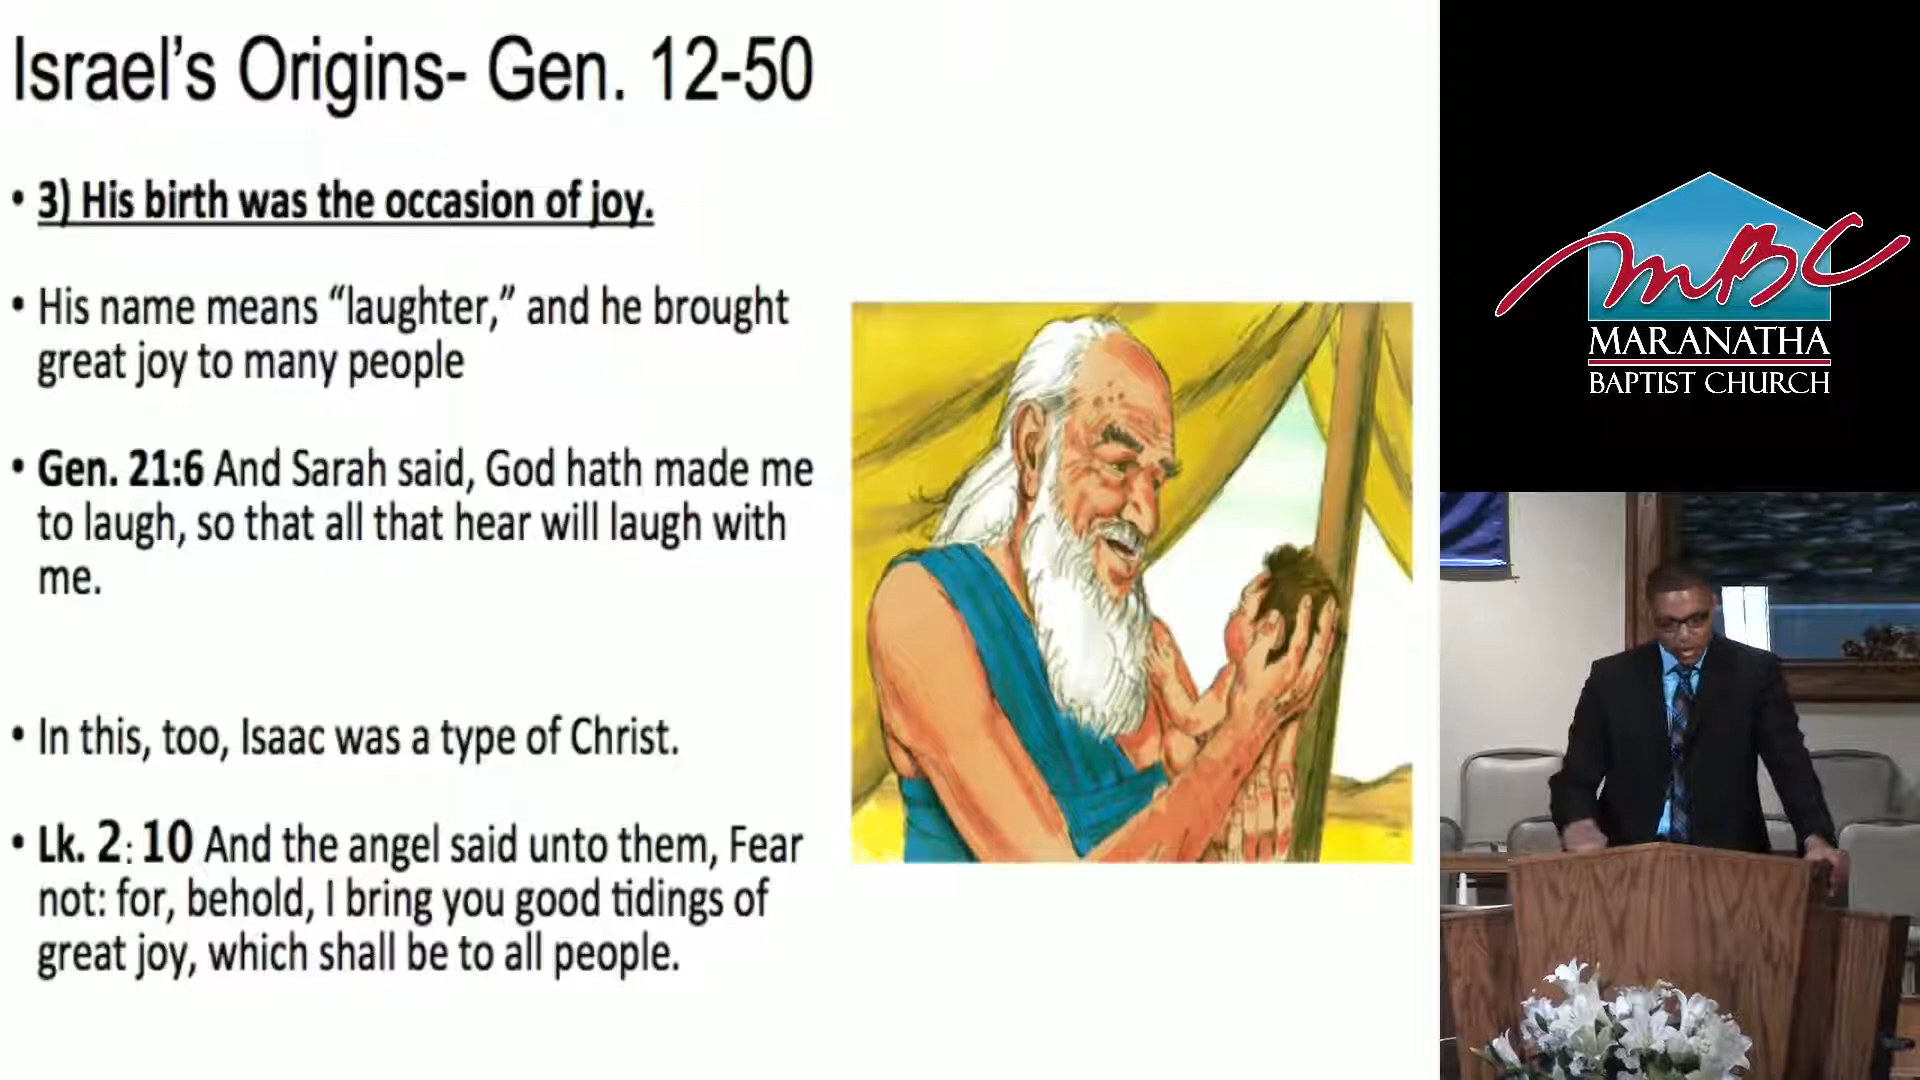 Israel’s Origins- Gen. 12-50
• 3) His birth was the occasion of joy.
• His name means “laughter,” and he brought
great joy to many people
• Gen. 21:6 And Sarah said, God hath made me
to laugh, so that all that hear will laugh with
me.
• In this, too, Isaac was a type of Christ.
• Lk. 2:10 And the angel said unto them, Fear
not: for, behold, I bring you good tidings of
great joy, which shall be to all people.
MBC
MARANATHA
BAPTIST CHURCH